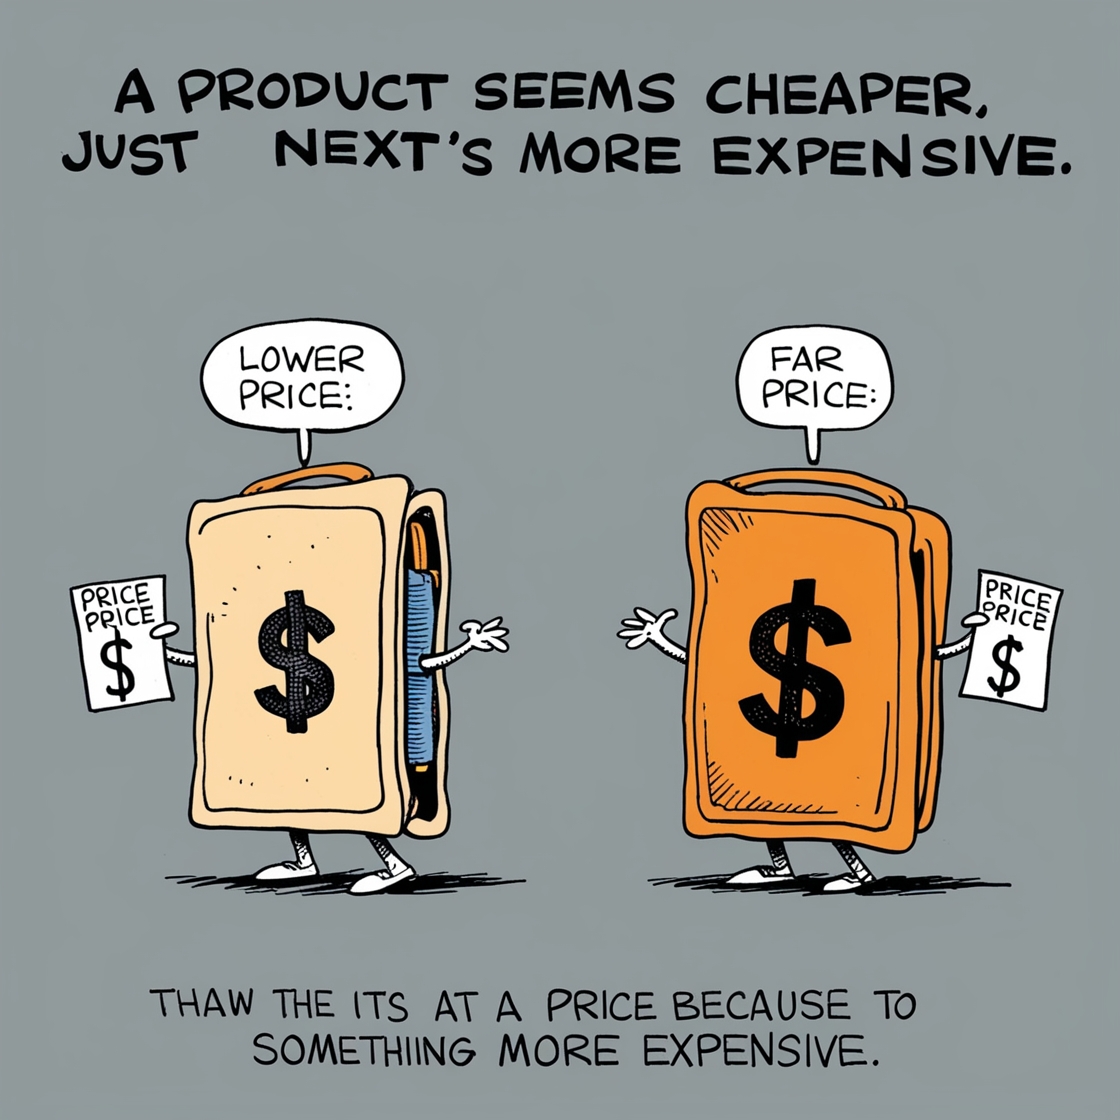 A PRODUCT SEEMS CHEAPER,
JUST NEXT'S MORE EXPENSIVE.
LOWER
PRICE:
FAR
PRICE:
PRICE
PRICE
$
$
$
PRICE
PRICE
$
THAW THE ITS AT A PRICE BECAUSE TO
SOMETHIING MORE EXPENSIVE.